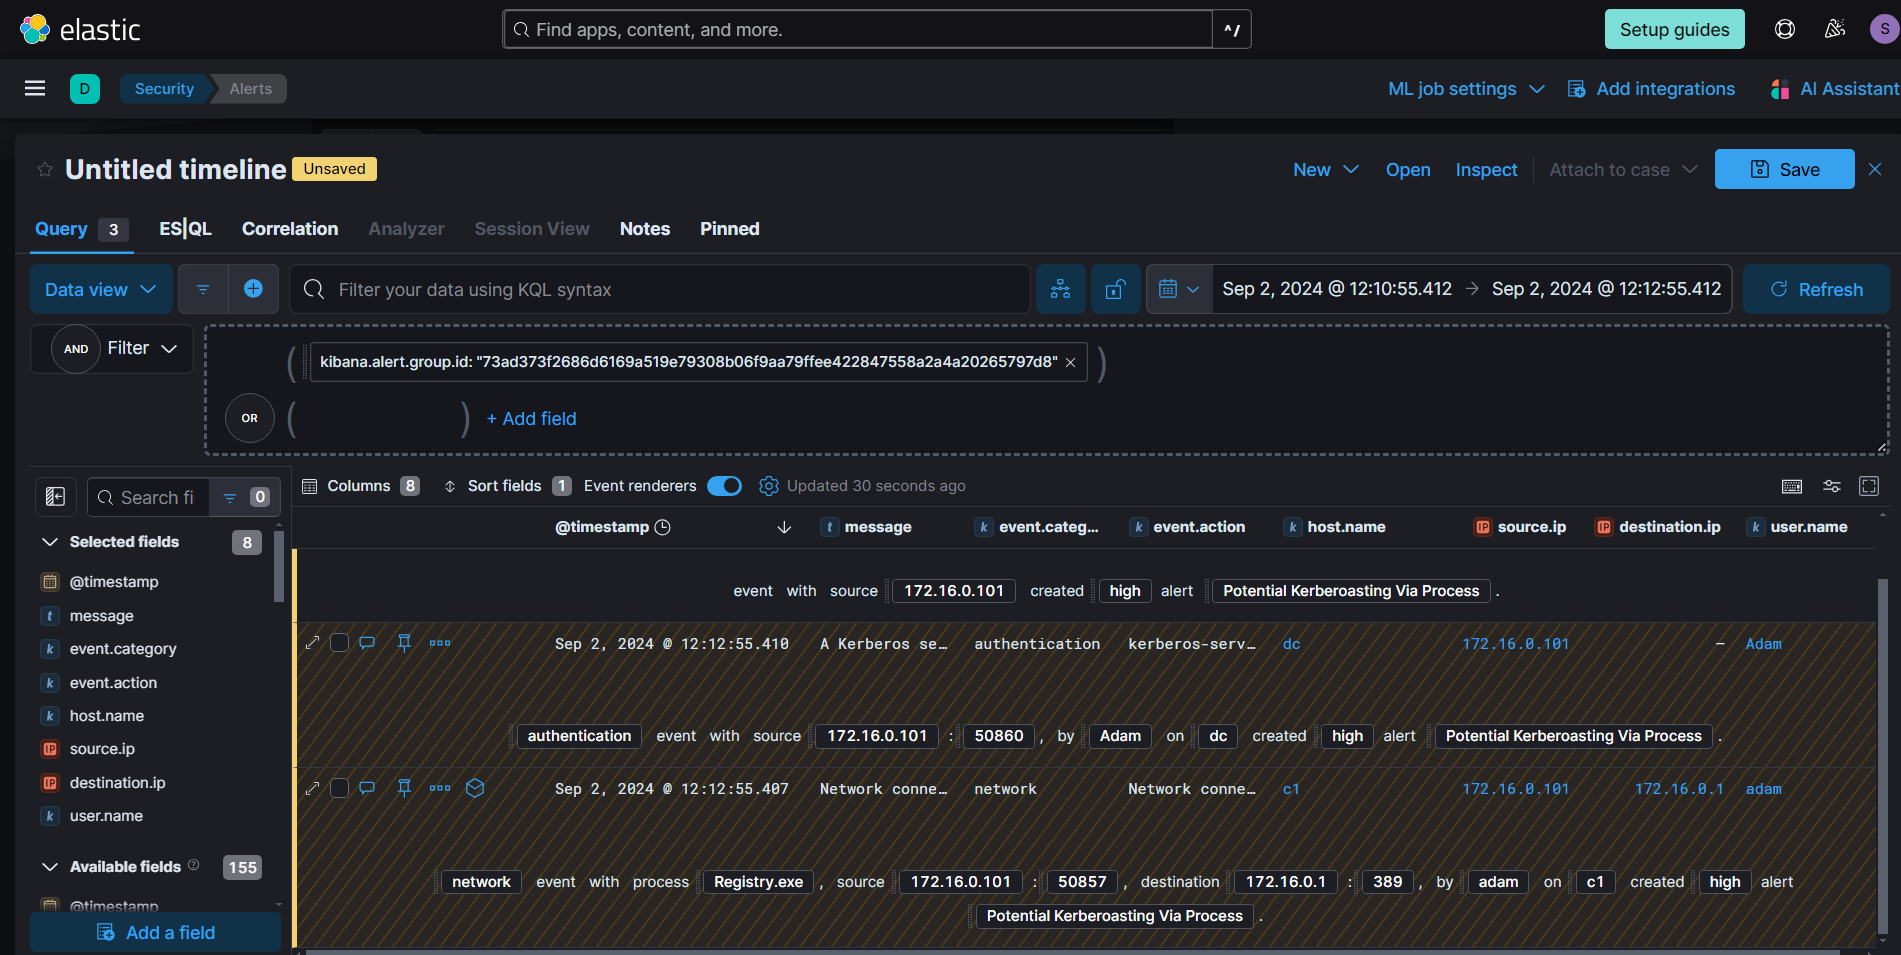 elastic
Find apps, content, and more.
^/
Setup guides
S
D
Security
Alerts
ML job settings
Add integrations
AI Assistant
Untitled timeline
Unsaved
New
Open
Inspect
Attach to case
Save
Query 3
ES|QL
Correlation
Analyzer
Session View
Notes
Pinned
Data view
Filter your data using KQL syntax
Sep 2, 2024 @ 12:10:55.412 → Sep 2, 2024 @ 12:12:55.412
Refresh
AND Filter
( kibana.alert.group.id: "73ad373f2686d6169a519e79308b06f9aa79ffee422847558a2a4a20265797d8" × )
OR ( ) + Add field
Search fi
0
Columns 8
Sort fields 1
Event renderers
Updated 30 seconds ago
Selected fields 8
@timestamp
message
event.category
event.action
host.name
source.ip
destination.ip
user.name
Available fields 155
@timestamp
Add a field
@timestamp
t message
k event.categ...
k event.action
k host.name
IP source.ip
IP destination.ip
k user.name
event with source 172.16.0.101 created high alert Potential Kerberoasting Via Process .
Sep 2, 2024 @ 12:12:55.410 A Kerberos se… authentication kerberos-serv… dc 172.16.0.101 — Adam
authentication event with source 172.16.0.101 : 50860 , by Adam on dc created high alert Potential Kerberoasting Via Process .
Sep 2, 2024 @ 12:12:55.407 Network conne… network Network conne… c1 172.16.0.101 172.16.0.1 adam
network event with process Registry.exe , source 172.16.0.101 : 50857 , destination 172.16.0.1 : 389 , by adam on c1 created high alert
Potential Kerberoasting Via Process .